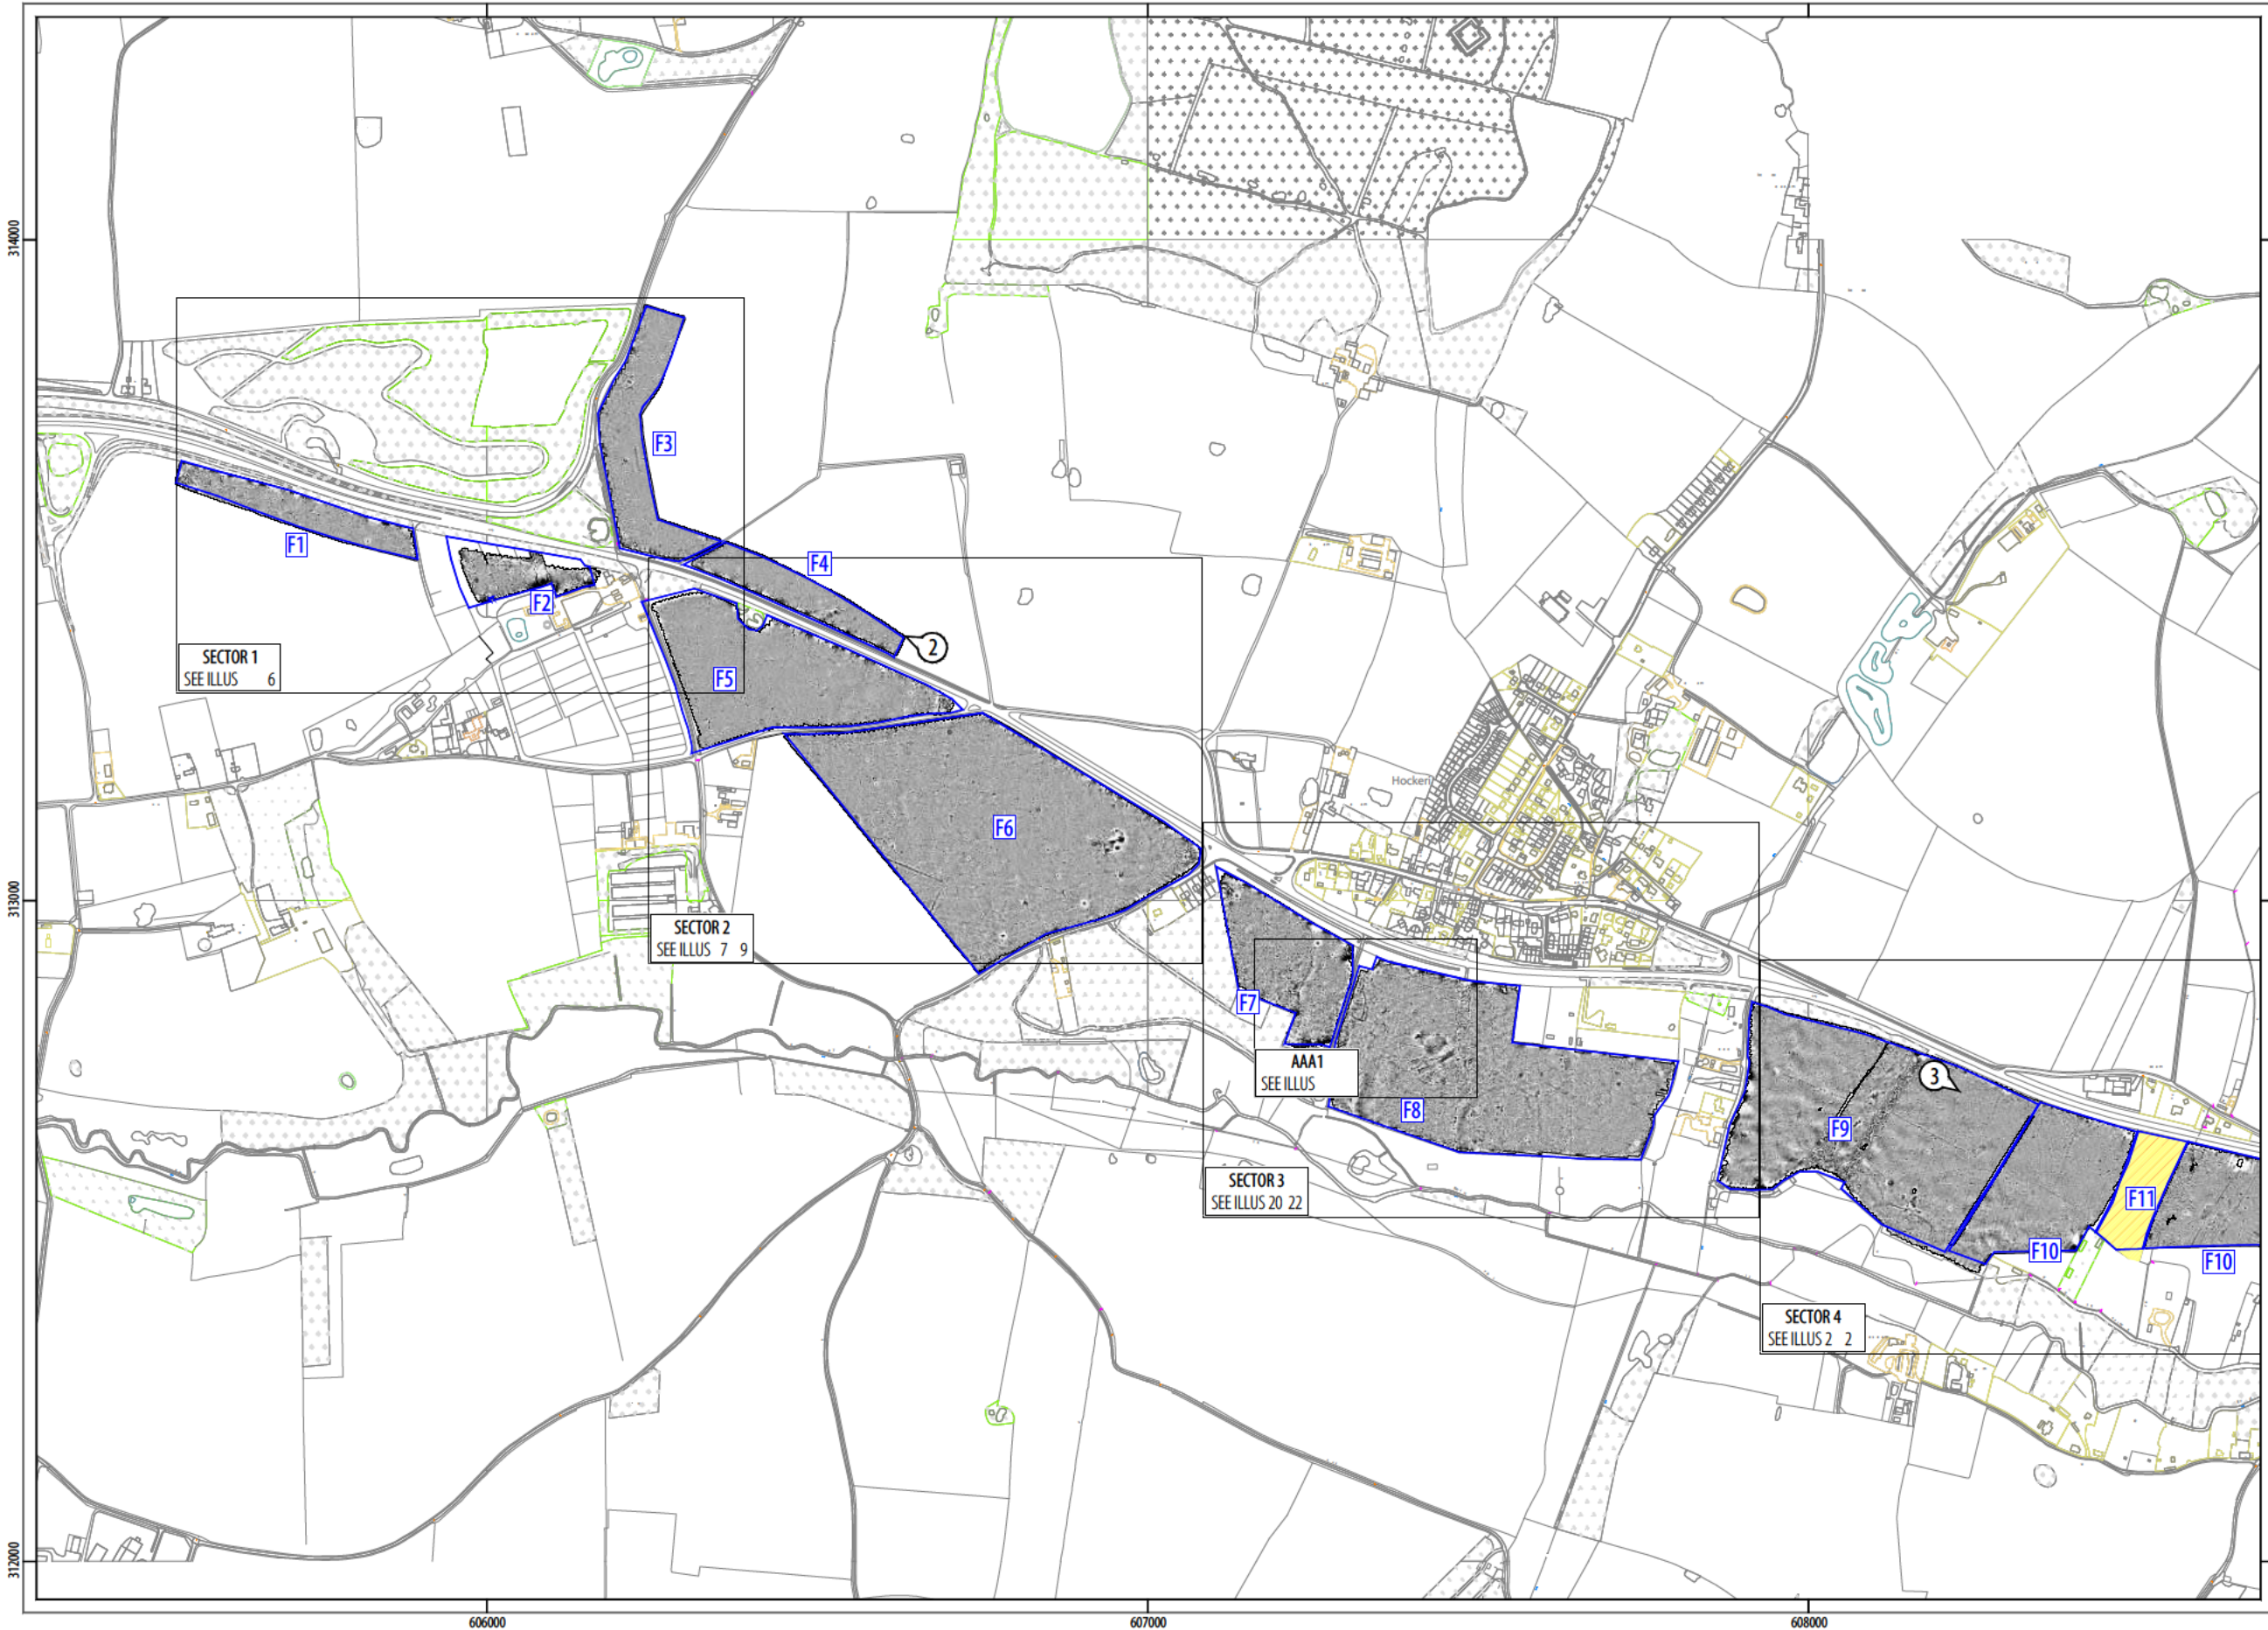 314000
F3
F1
F4
F2
2
SECTOR 1
SEE ILLUS 6
F5
Hockeri
F6
313000
SECTOR 2
SEE ILLUS 7 9
F7
AAA1
SEE ILLUS
3
F8
F9
SECTOR 3
SEE ILLUS 20 22
F11
F10
F10
SECTOR 4
SEE ILLUS 2 2
312000
606000
607000
608000